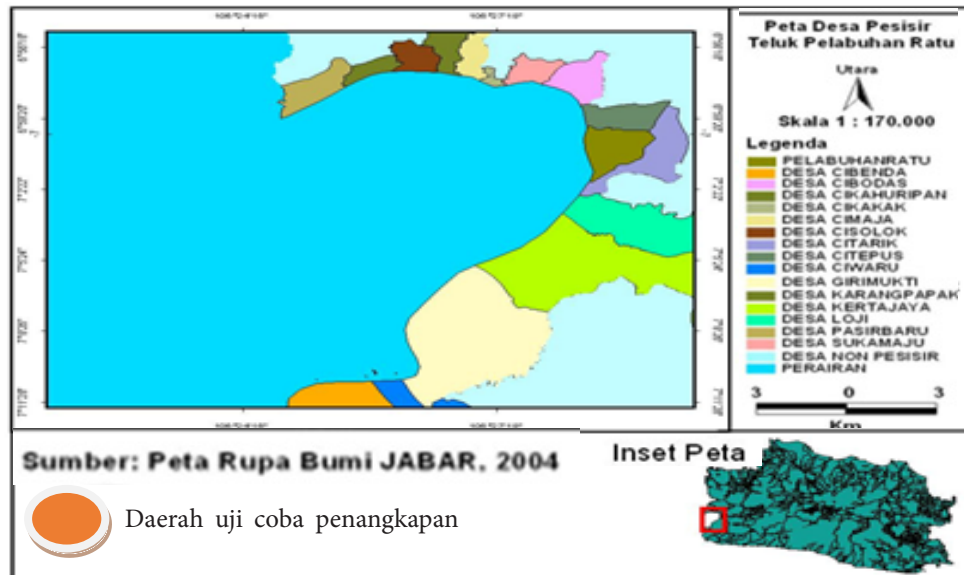 Peta Desa Pesisir
Teluk Pelabuhan Ratu
Utara
Skala 1 : 170.000
Legenda
PELABUHANRATU
DESA CIBENDA
DESA CIBODAS
DESA CIKAHURIPAN
DESA CIKAKAK
DESA CIMAJA
DESA CISOLOK
DESA CITARIK
DESA CITEPUS
DESA CIWARU
DESA GIRIMUKTI
DESA KARANGPAPAK
DESA KERTAJAYA
DESA LOJI
DESA PASIRBARU
DESA SUKAMAJU
DESA NON PESISIR
PERAIRAN
3 0 3
Km
Sumber: Peta Rupa Bumi JABAR, 2004
Inset Peta
Daerah uji coba penangkapan